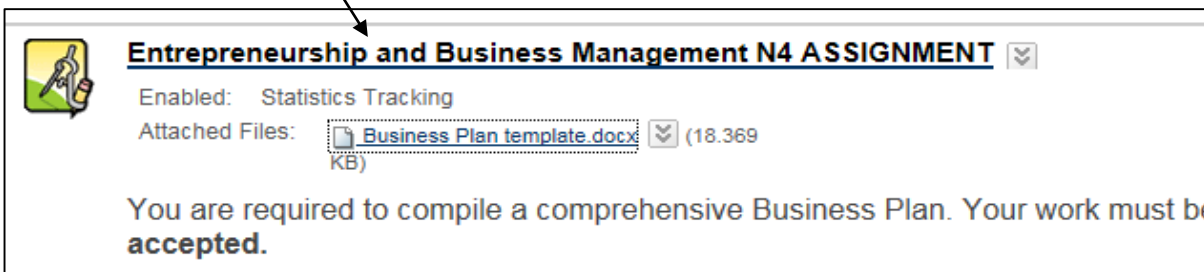 Entrepreneurship and Business Management N4 ASSIGNMENT
Enabled: Statistics Tracking
Attached Files: Business Plan template.docx (18.369
KB)
You are required to compile a comprehensive Business Plan. Your work must be
accepted.